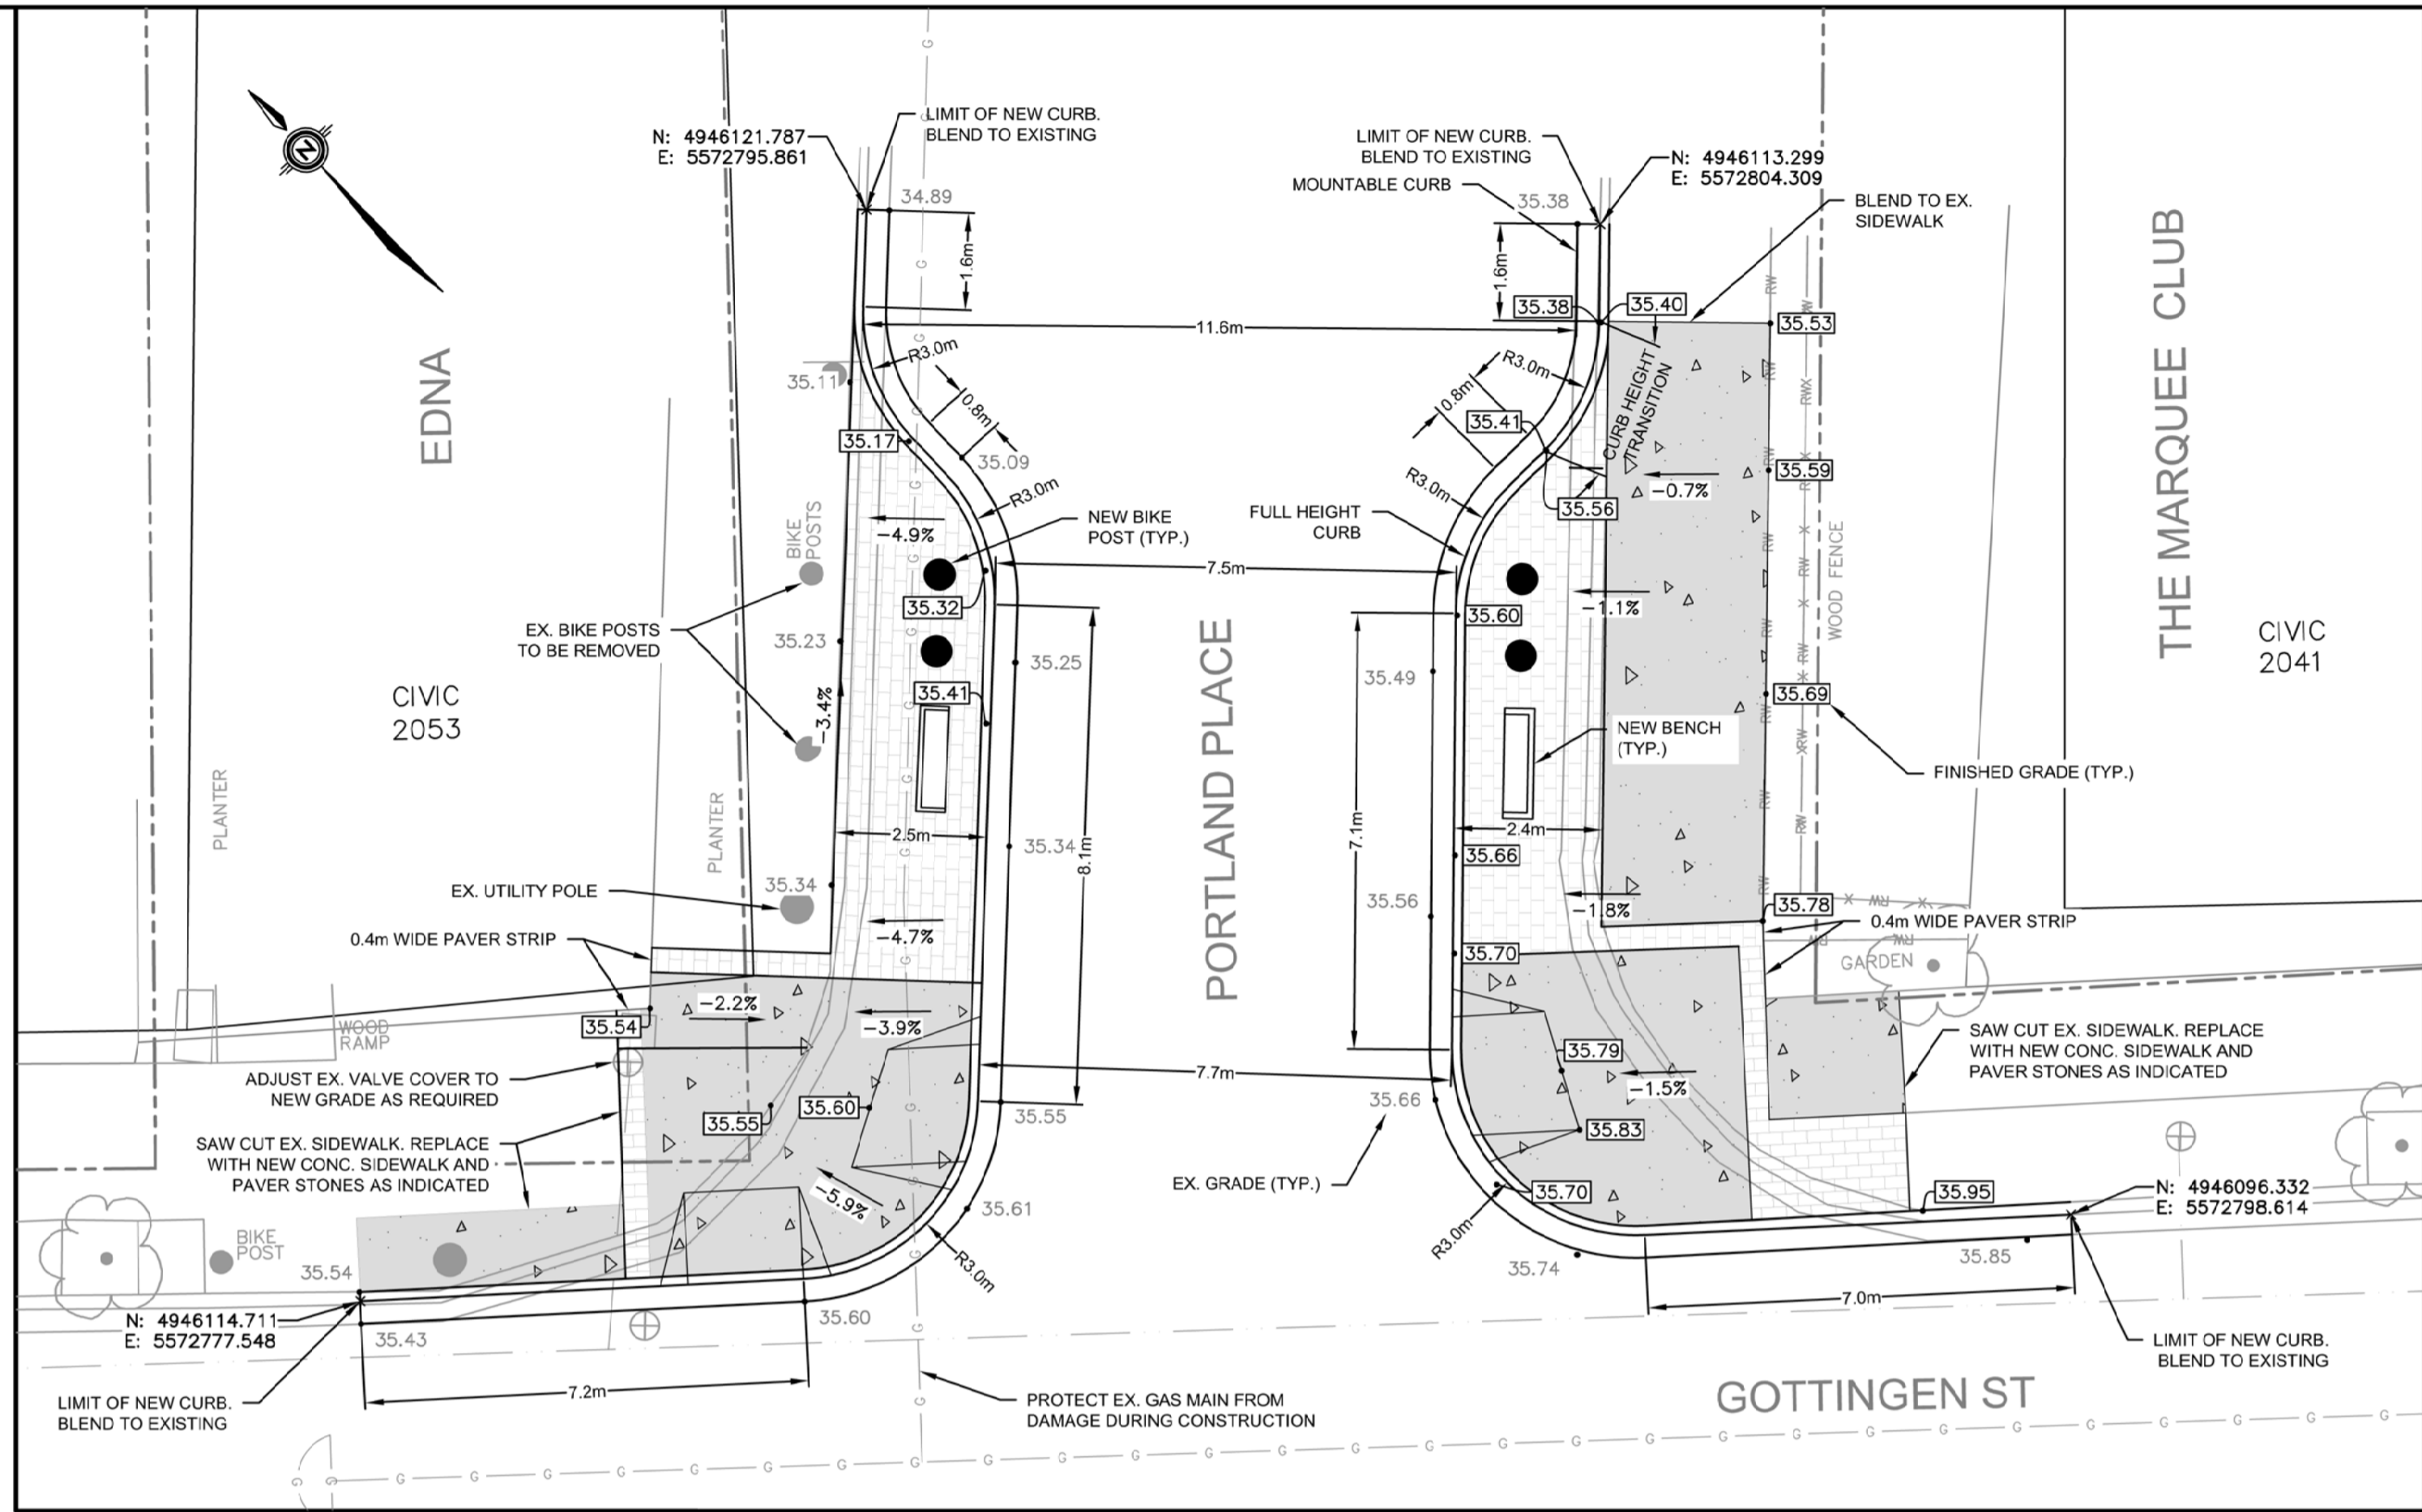 N: 4946121.787
E: 5572795.861
LIMIT OF NEW CURB.
BLEND TO EXISTING
34.89
1.6m
LIMIT OF NEW CURB.
BLEND TO EXISTING
MOUNTABLE CURB
35.38
N: 4946113.299
E: 5572804.309
BLEND TO EX.
SIDEWALK
1.6m
35.38
35.40
35.53
11.6m
R3.0m
35.11
0.8m
35.17
35.09
R3.0m
R3.0m
0.8m
35.41
CURB HEIGHT
TRANSITION
35.59
-0.7%
R3.0m
35.56
EDNA
THE MARQUEE CLUB
-4.9%
BIKE
POSTS
NEW BIKE
POST (TYP.)
FULL HEIGHT
CURB
7.5m
35.32
35.60
-1.1%
WOOD FENCE
EX. BIKE POSTS
TO BE REMOVED
35.23
35.25
35.49
CIVIC
2041
35.41
-3.4%
35.69
CIVIC
2053
PORTLAND PLACE
NEW BENCH
(TYP.)
FINISHED GRADE (TYP.)
PLANTER
PLANTER
2.5m
35.34
8.1m
7.1m
2.4m
35.66
EX. UTILITY POLE
35.34
35.56
-1.8%
35.78
0.4m WIDE PAVER STRIP
0.4m WIDE PAVER STRIP
-4.7%
35.70
GARDEN
-2.2%
-3.9%
35.54
WOOD
RAMP
35.79
SAW CUT EX. SIDEWALK. REPLACE
WITH NEW CONC. SIDEWALK AND
PAVER STONES AS INDICATED
ADJUST EX. VALVE COVER TO
NEW GRADE AS REQUIRED
7.7m
-1.5%
35.55
35.60
35.55
35.66
35.83
SAW CUT EX. SIDEWALK. REPLACE
WITH NEW CONC. SIDEWALK AND
PAVER STONES AS INDICATED
-5.9%
35.61
EX. GRADE (TYP.)
35.70
35.95
N: 4946096.332
E: 5572798.614
BIKE
POST
35.54
R3.0m
R3.0m
35.74
35.85
N: 4946114.711
E: 5572777.548
35.43
35.60
7.0m
LIMIT OF NEW CURB.
BLEND TO EXISTING
LIMIT OF NEW CURB.
BLEND TO EXISTING
7.2m
PROTECT EX. GAS MAIN FROM
DAMAGE DURING CONSTRUCTION
GOTTINGEN ST